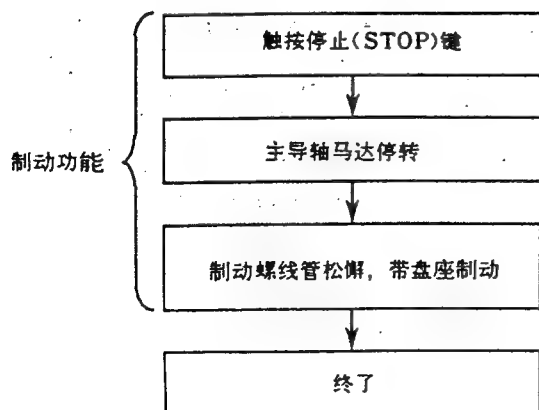 触按停止(STOP)键
主导轴马达停转
制动功能
制动螺线管松懈，带盘座制动
终了